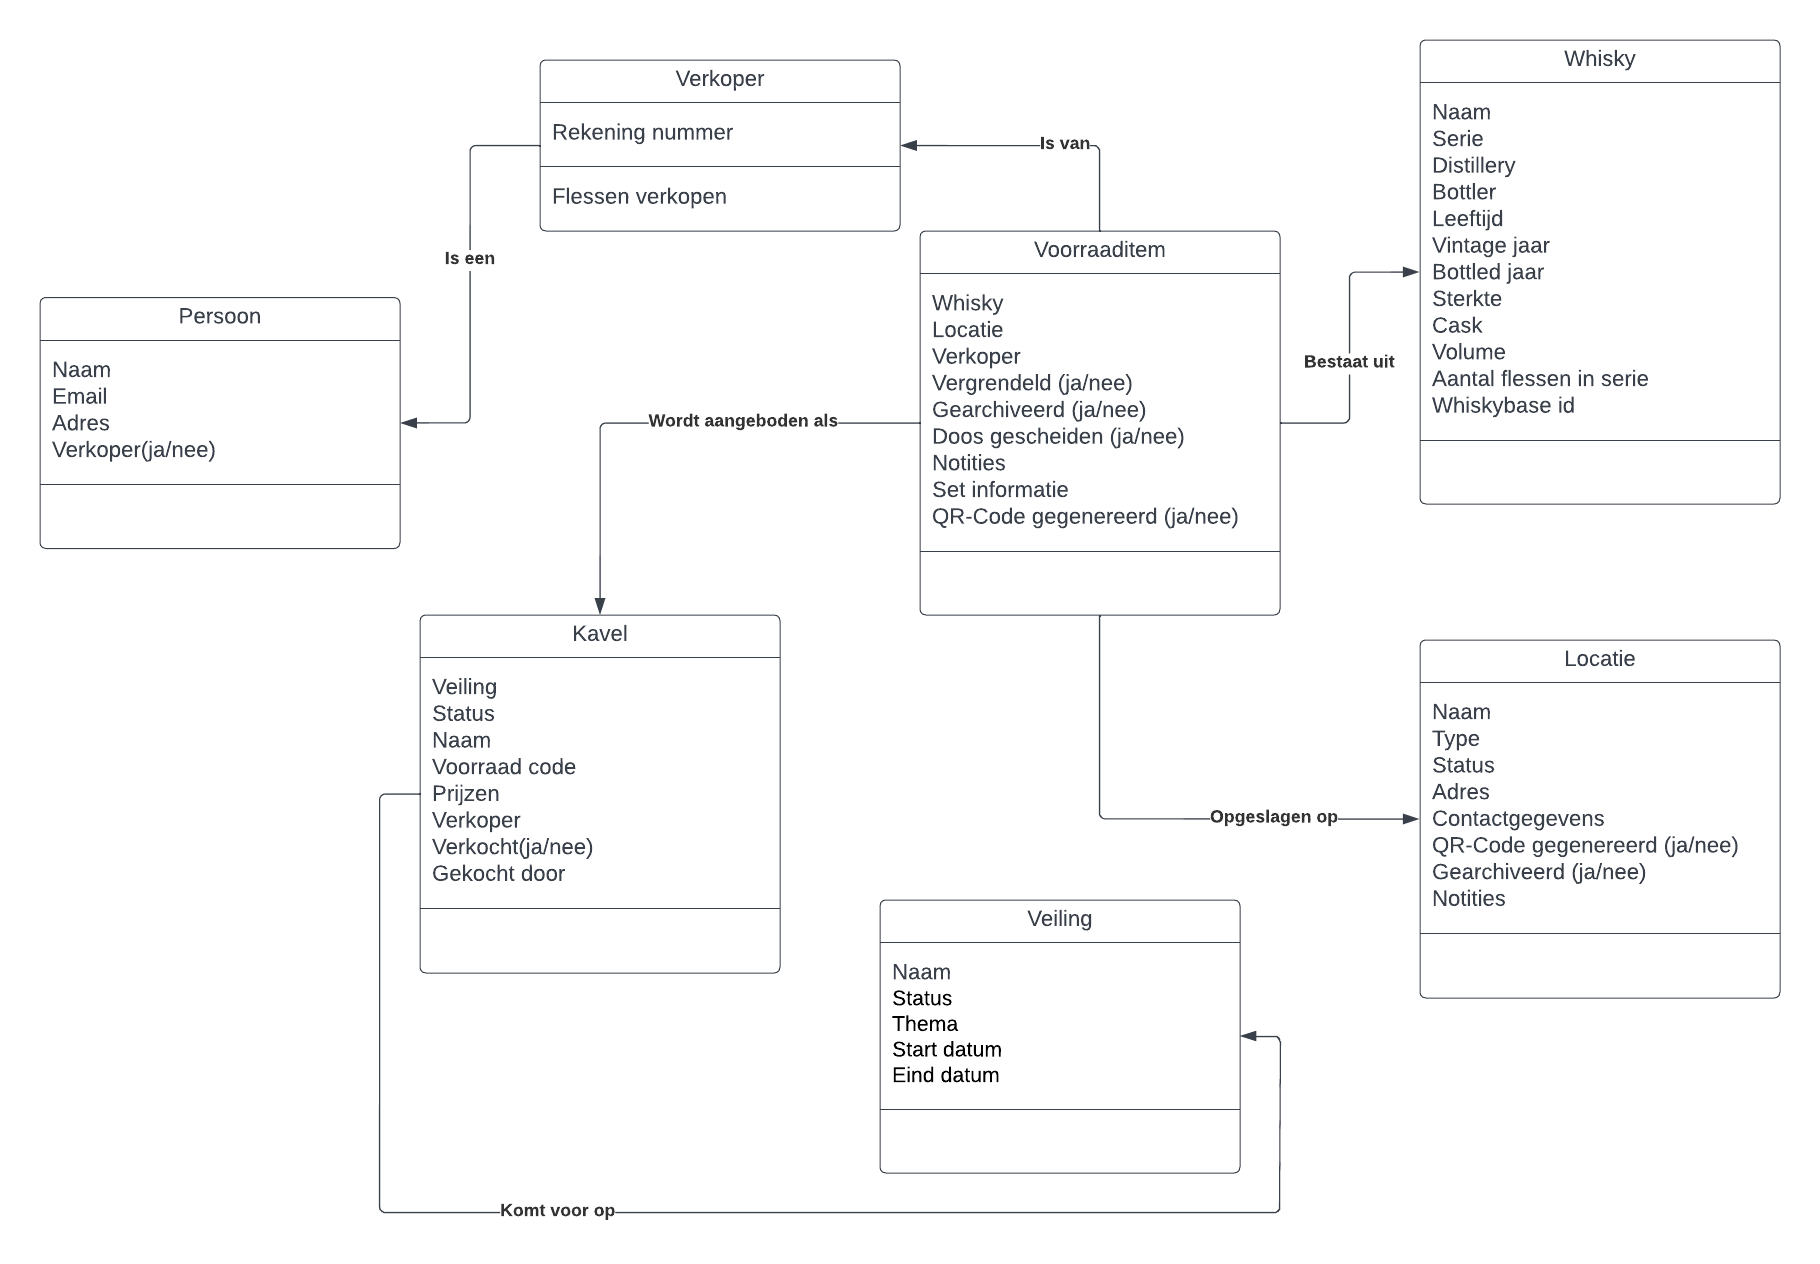 Verkoper
Rekening nummer
Flessen verkopen
Is van
Is een
Persoon
Naam
Email
Adres
Verkoper(ja/nee)
Voorraaditem
Whisky
Locatie
Verkoper
Vergrendeld (ja/nee)
Gearchiveerd (ja/nee)
Doos gescheiden (ja/nee)
Notities
Set informatie
QR-Code gegenereerd (ja/nee)
Bestaat uit
Whisky
Naam
Serie
Distillery
Bottler
Leeftijd
Vintage jaar
Bottled jaar
Sterkte
Cask
Volume
Aantal flessen in serie
Whiskybase id
Wordt aangeboden als
Kavel
Veiling
Status
Naam
Voorraad code
Prijzen
Verkoper
Verkocht(ja/nee)
Gekocht door
Opgeslagen op
Locatie
Naam
Type
Status
Adres
Contactgegevens
QR-Code gegenereerd (ja/nee)
Gearchiveerd (ja/nee)
Notities
Veiling
Naam
Status
Thema
Start datum
Eind datum
Komt voor op